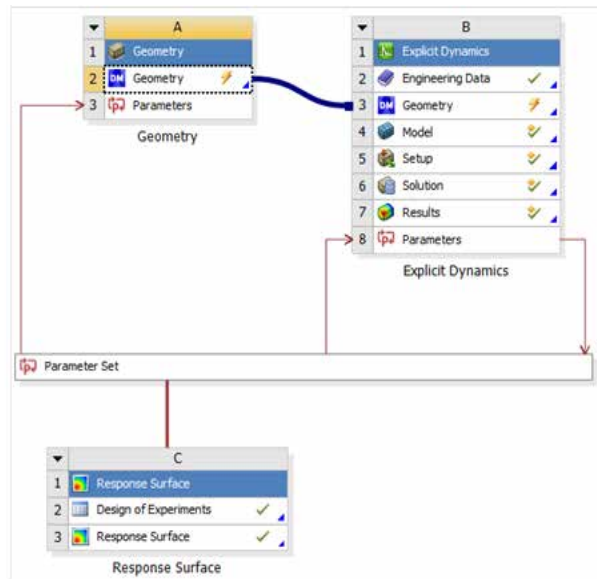 A
1 Geometry
2 DM Geometry
3 Parameters
Geometry
B
1 Explicit Dynamics
2 Engineering Data
3 DM Geometry
4 Model
5 Setup
6 Solution
7 Results
8 Parameters
Explicit Dynamics
Parameter Set
C
1 Response Surface
2 Design of Experiments
3 Response Surface
Response Surface